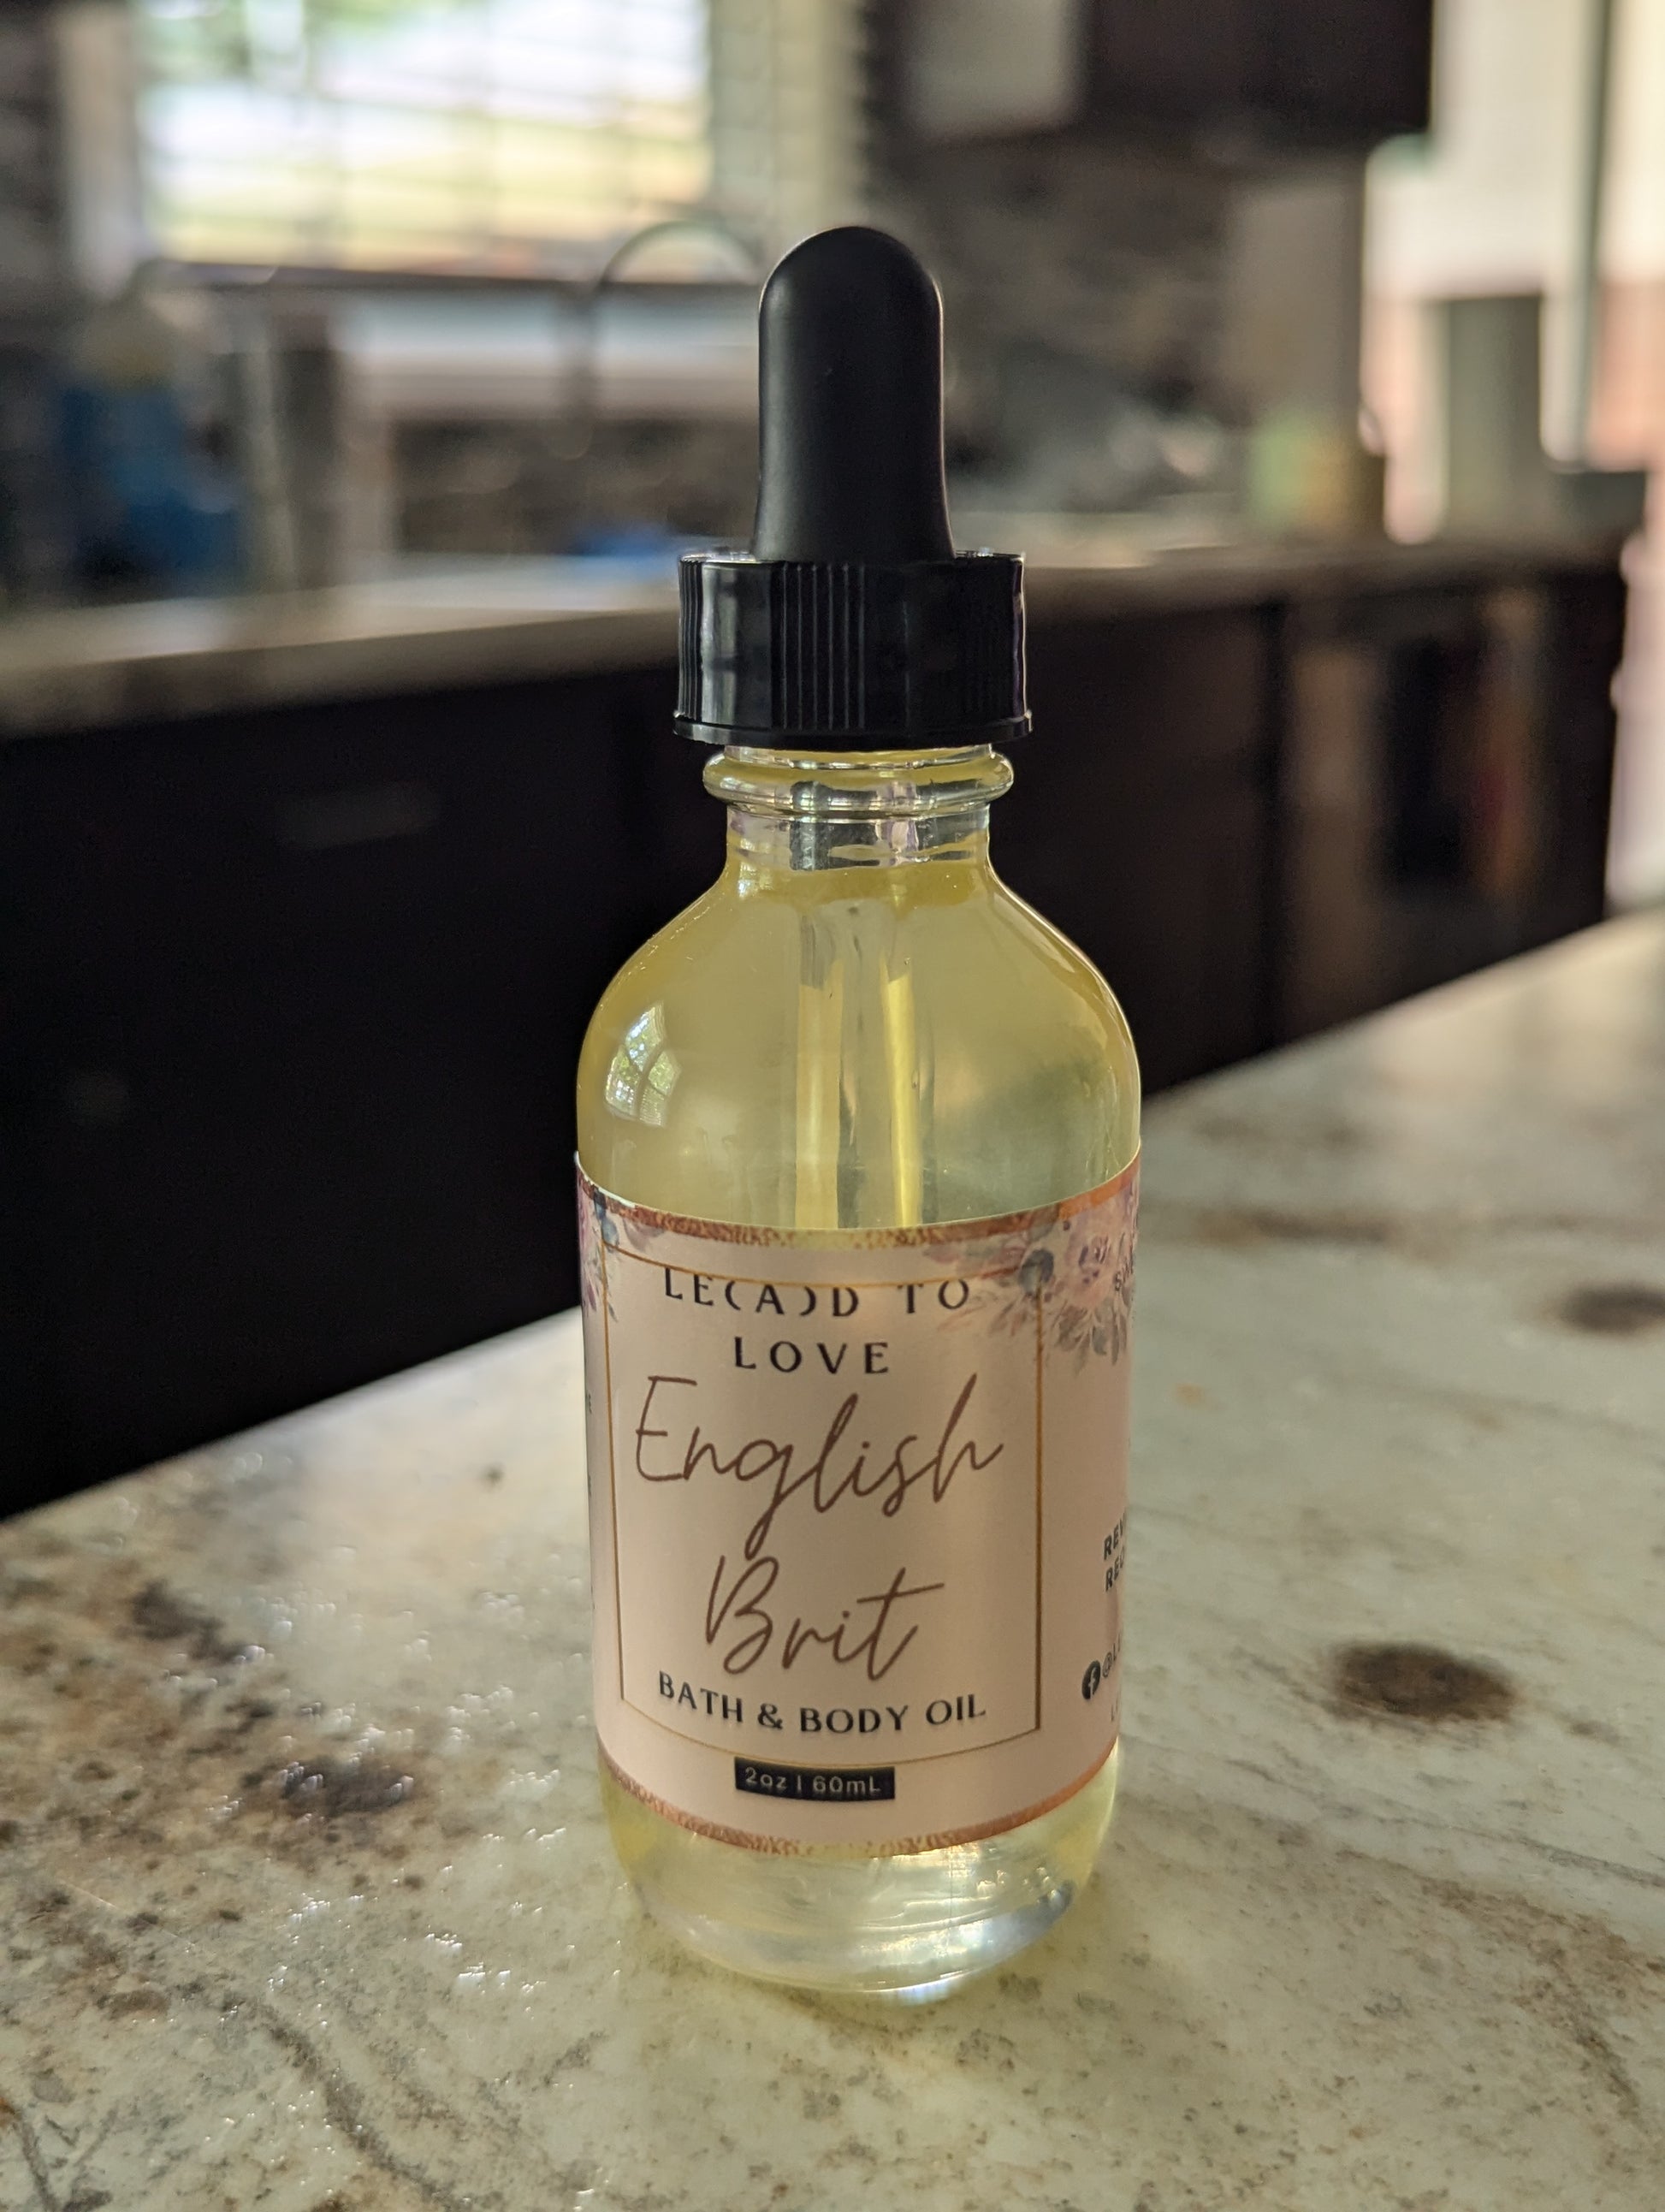 LE(A)D TO
LOVE
English
Brit
BATH & BODY OIL
2oz | 60mL